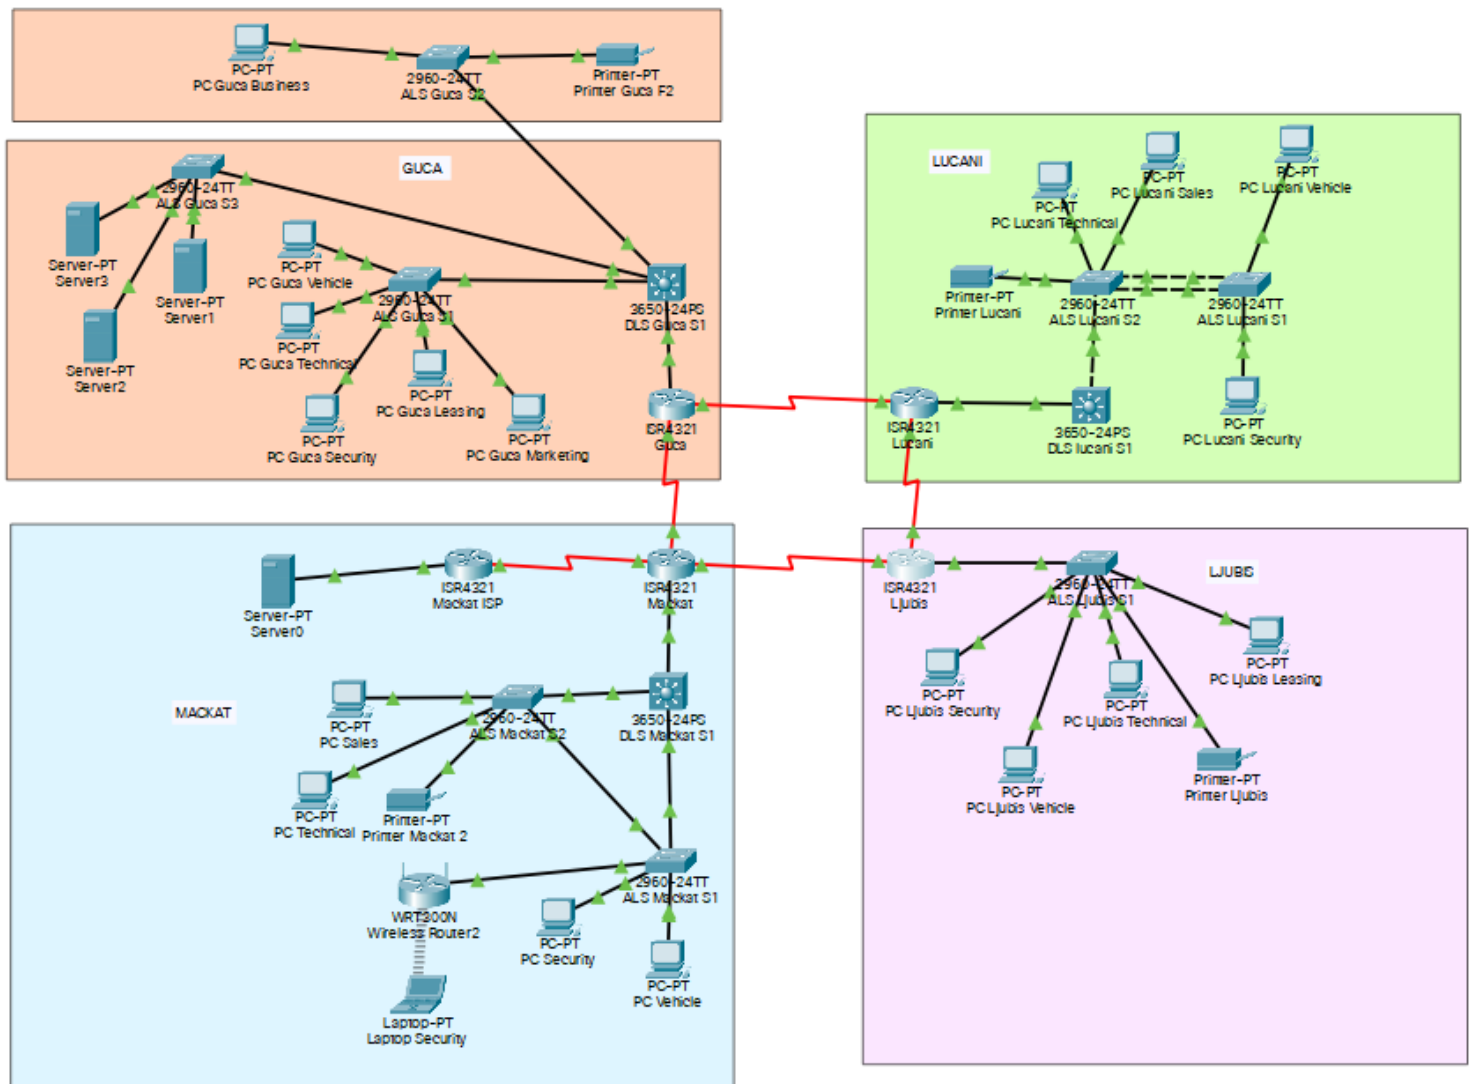 PC-PT
PC Guca Business
2960-24TT
ALS Guca S2
Printer-PT
Printer Guca F2
GUCA
2960-24TT
ALS Guca S3
Server-PT
Server3
Server-PT
Server1
Server-PT
Server2
PC-PT
PC Guca Vehicle
2960-24TT
ALS Guca S1
PC-PT
PC Guca Technical
PC-PT
PC Guca Leasing
PC-PT
PC Guca Security
PC-PT
PC Guca Marketing
3650-24PS
DLS Guca S1
ISR4321
Guca
LUCANI
PC-PT
PC Lucani Technical
PC-PT
PC Lucani Sales
PC-PT
PC Lucani Vehicle
Printer-PT
Printer Lucani
2960-24TT
ALS Lucani S2
2960-24TT
ALS Lucani S1
ISR4321
Lucani
3650-24PS
DLS lucani S1
PC-PT
PC Lucani Security
Server-PT
Server0
ISR4321
Mackat ISP
ISR4321
Mackat
MACKAT
PC-PT
PC Sales
2960-24TT
ALS Mackat S2
3650-24PS
DLS Mackat S1
PC-PT
PC Technical
Printer-PT
Printer Mackat 2
WRT300N
Wireless Router2
2960-24TT
ALS Mackat S1
PC-PT
PC Security
PC-PT
PC Vehicle
Laptop-PT
Laptop Security
ISR4321
Ljubis
2960-24TT
ALS Ljubis S1
LJUBIS
PC-PT
PC Ljubis Security
PC-PT
PC Ljubis Technical
PC-PT
PC Ljubis Leasing
PC-PT
PC Ljubis Vehicle
Printer-PT
Printer Ljubis